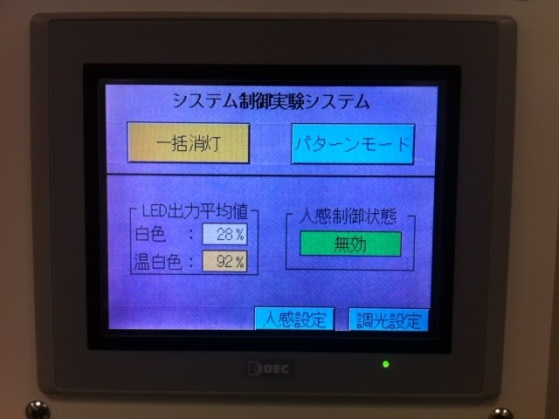 システム制御実験システム
一括消灯
パターンモード
LED出力平均値
白色 : 28%
温白色 : 92%
人感制御状態
無効
人感設定
調光設定
DEC